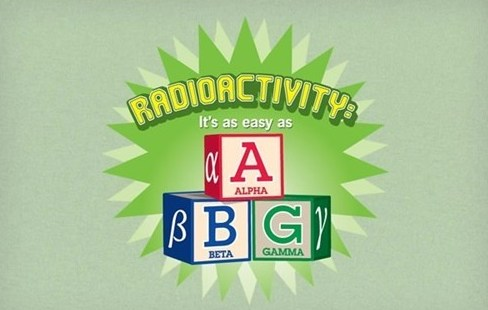 RADIOACTIVITY:
It's as easy as
α A
ALPHA
β B G γ
BETA GAMMA